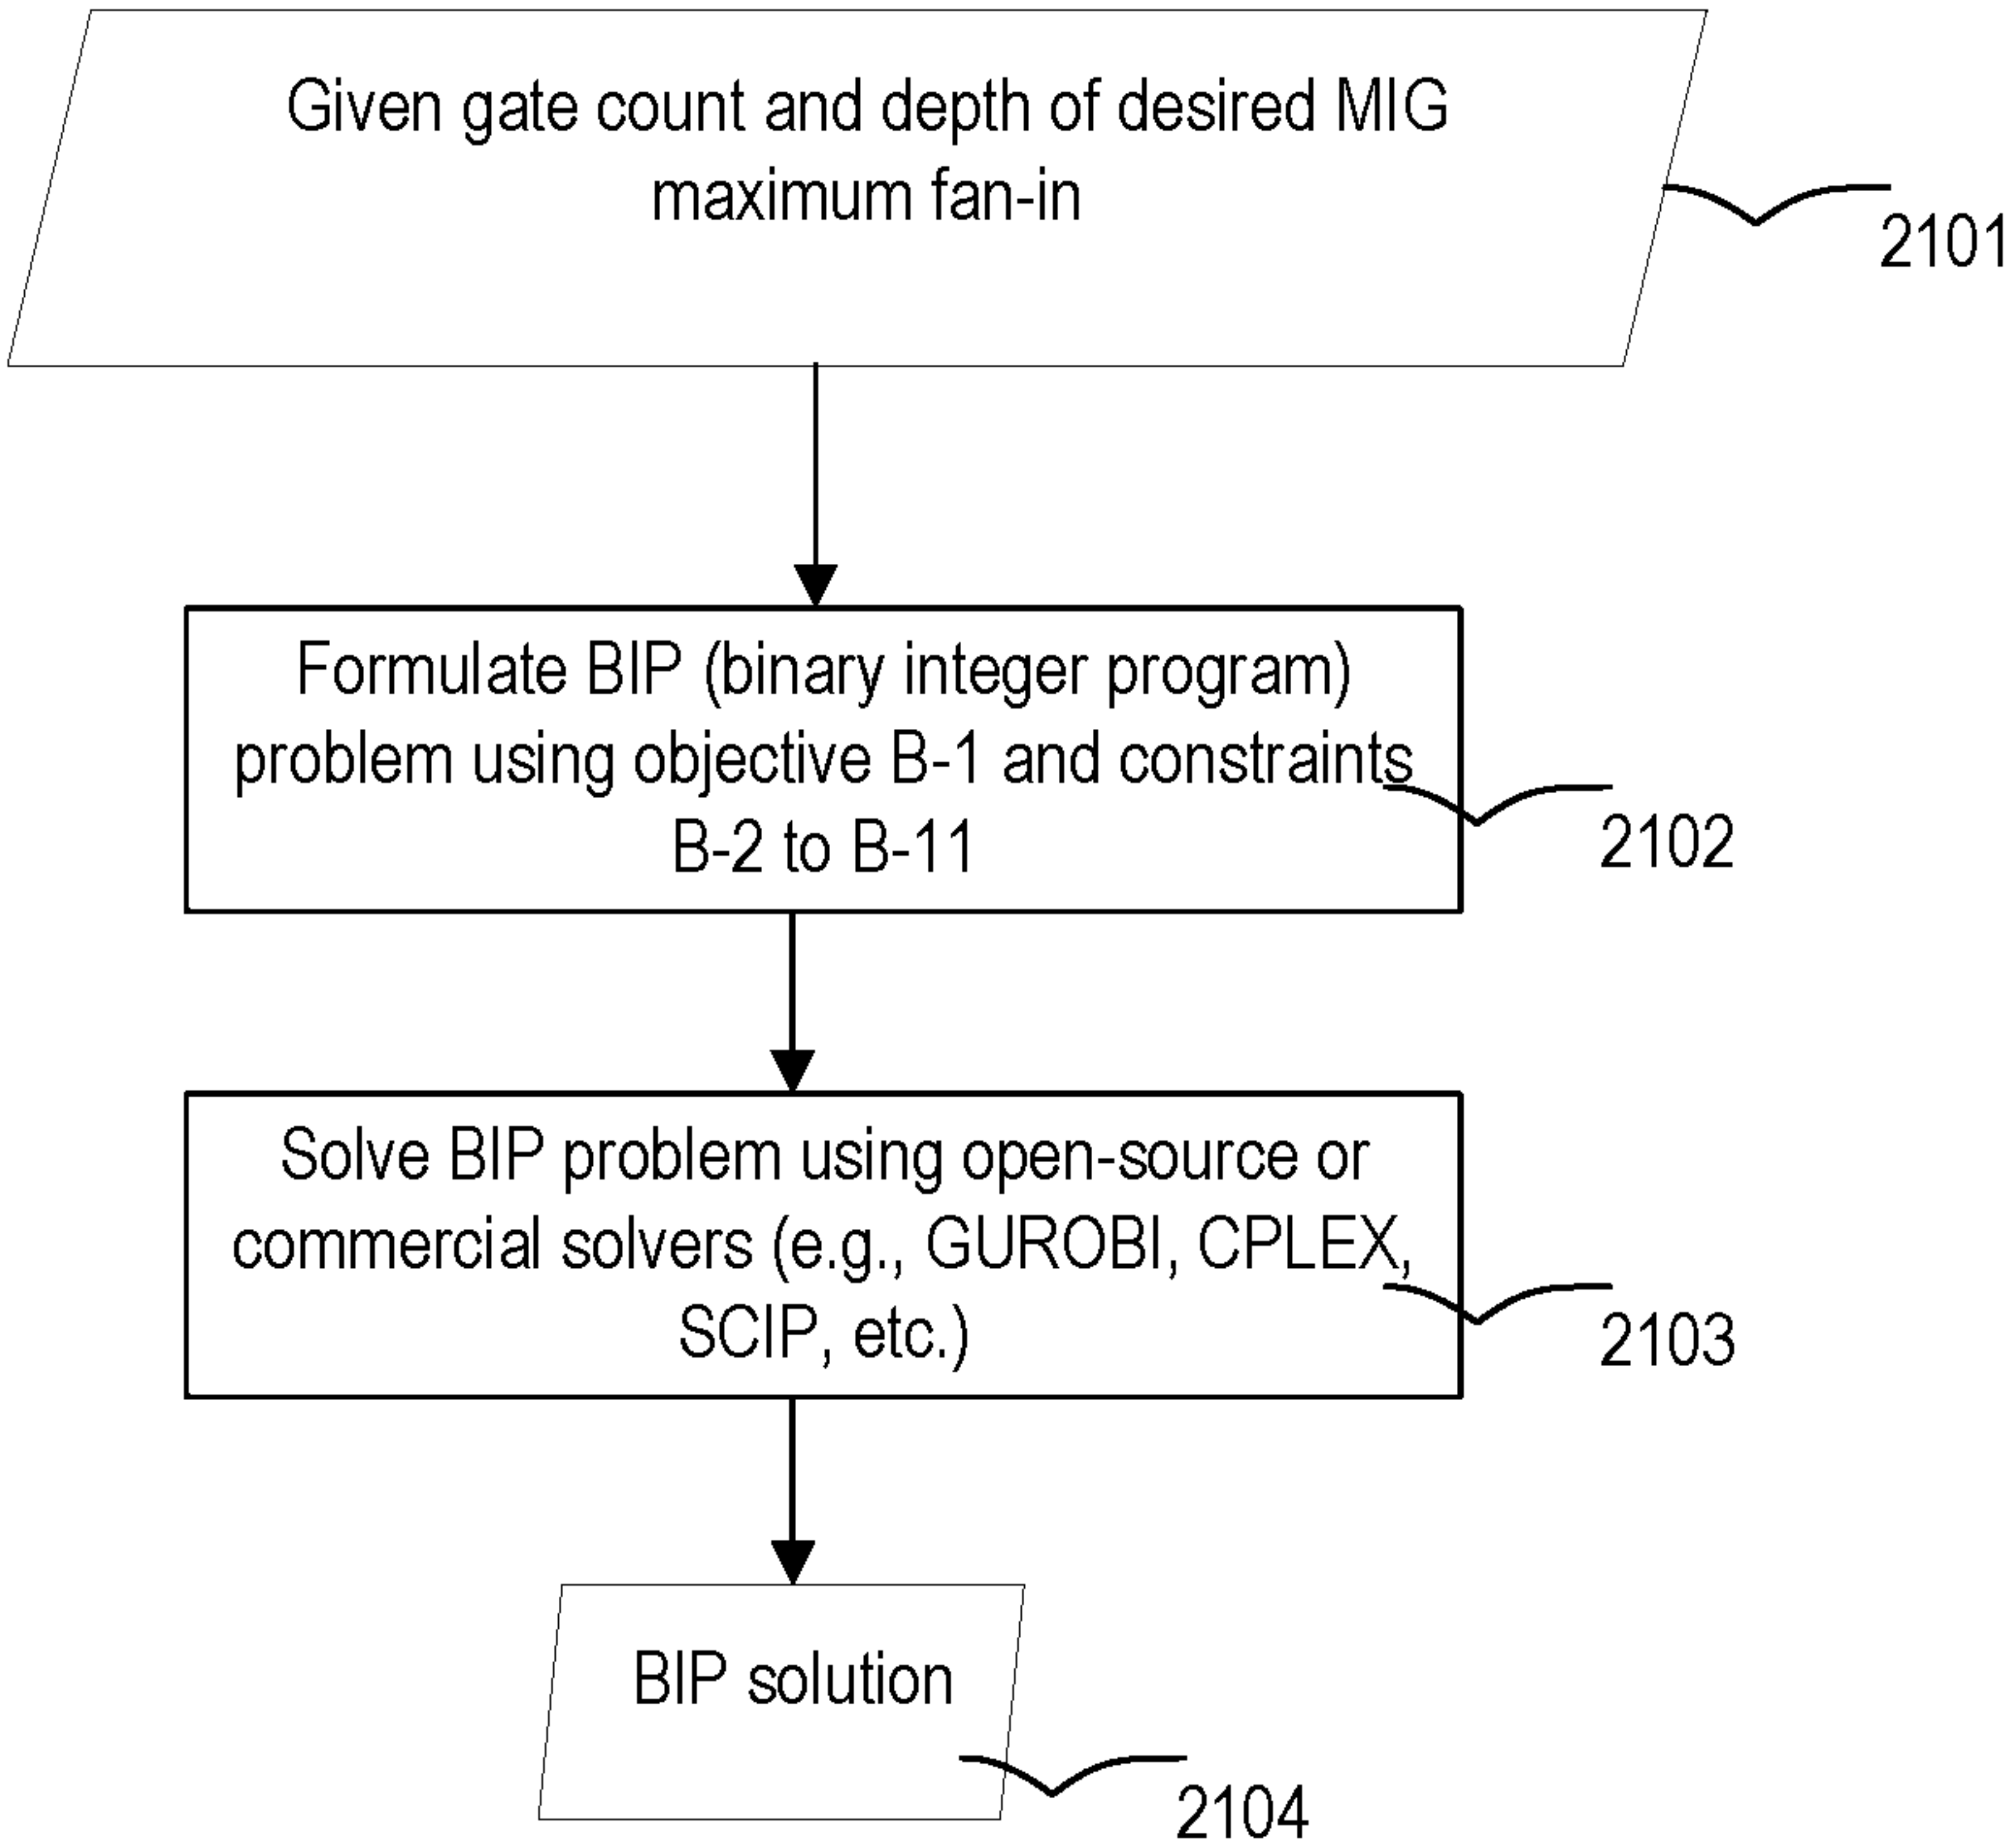 Given gate count and depth of desired MIG
maximum fan-in
2101
Formulate BIP (binary integer program)
problem using objective B-1 and constraints
B-2 to B-11
2102
Solve BIP problem using open-source or
commercial solvers (e.g., GUROBI, CPLEX,
SCIP, etc.)
2103
BIP solution
2104